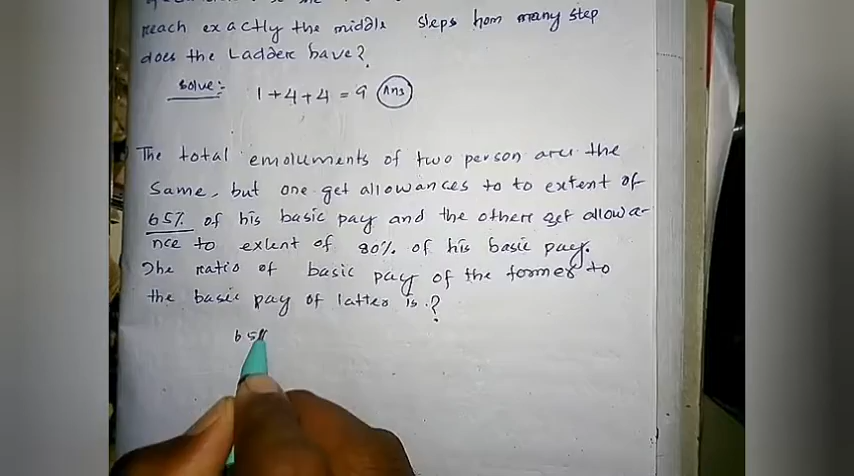 reach exactly the middle steps hom many step
does the Ladder have?
Solve:-
1+4+4 = 9 Ans
The total emoluments of two person are the
same, but one get allowances to to extent of
65% of his basic pay and the others get allowa-
nce to extent of 80% of his basic pay.
The ratio of basic pay of the former to
the basic pay of latter is ?
65%